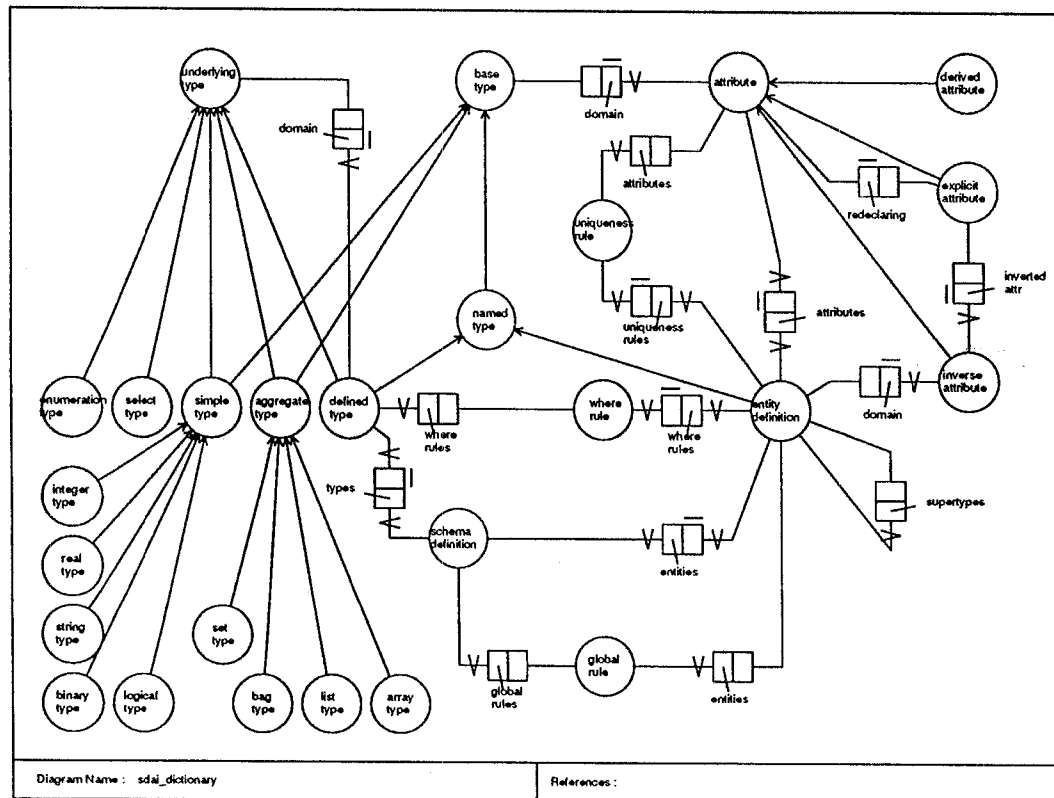 underlying
type
base
type
attribute
derived
attribute
domain
domain
attributes
explicit
attribute
redeclaring
uniqueness
rule
inverted
attr
named
type
uniqueness
rules
attributes
enumeration
type
select
type
simple
type
aggregate
type
defined
type
where
rules
where
rule
where
rules
entity
definition
domain
inverse
attribute
integer
type
types
supertypes
schema
definition
entities
real
type
string
type
set
type
global
rule
global
rules
entities
binary
type
logical
type
bag
type
list
type
array
type
Diagram Name : sdai_dictionary
References :